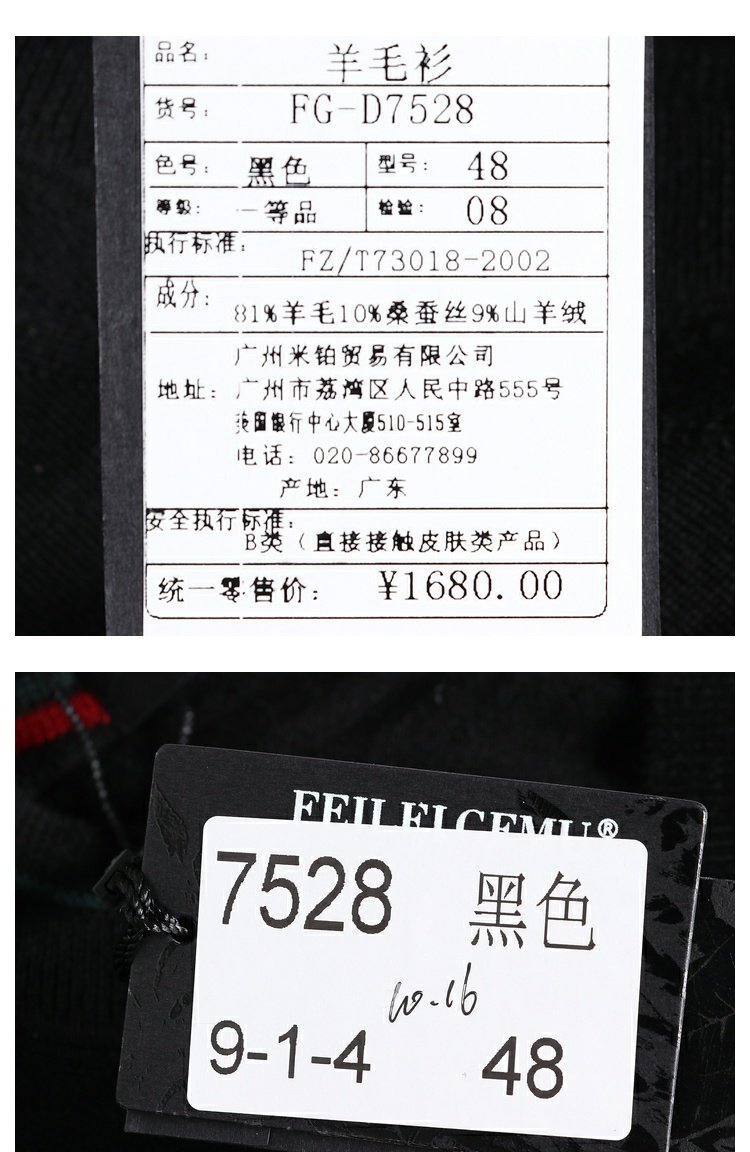 品名： 羊毛衫
货号： FG-D7528
色号： 黑色 型号： 48
等级： 一等品 检验： 08
执行标准： FZ/T73018-2002
成分： 81%羊毛10%桑蚕丝9%山羊绒
广州米铂贸易有限公司
地址： 广州市荔湾区人民中路555号
美国银行中心大厦510-515室
电话： 020-86677899
产地： 广东
安全执行标准：
B类（直接接触皮肤类产品）
统一零售价： ¥1680.00
7528 黑色
10.16
9-1-4 48